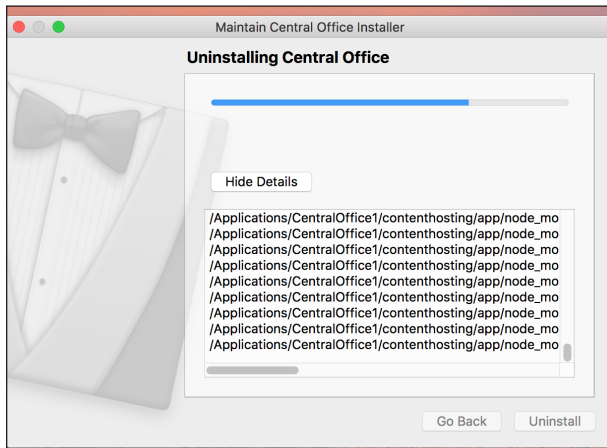 Maintain Central Office Installer
Uninstalling Central Office
Hide Details
/Applications/CentralOffice1/contenthosting/app/node_mo
/Applications/CentralOffice1/contenthosting/app/node_mo
/Applications/CentralOffice1/contenthosting/app/node_mo
/Applications/CentralOffice1/contenthosting/app/node_mo
/Applications/CentralOffice1/contenthosting/app/node_mo
/Applications/CentralOffice1/contenthosting/app/node_mo
/Applications/CentralOffice1/contenthosting/app/node_mo
/Applications/CentralOffice1/contenthosting/app/node_mo
/Applications/CentralOffice1/contenthosting/app/node_mo
Go Back Uninstall